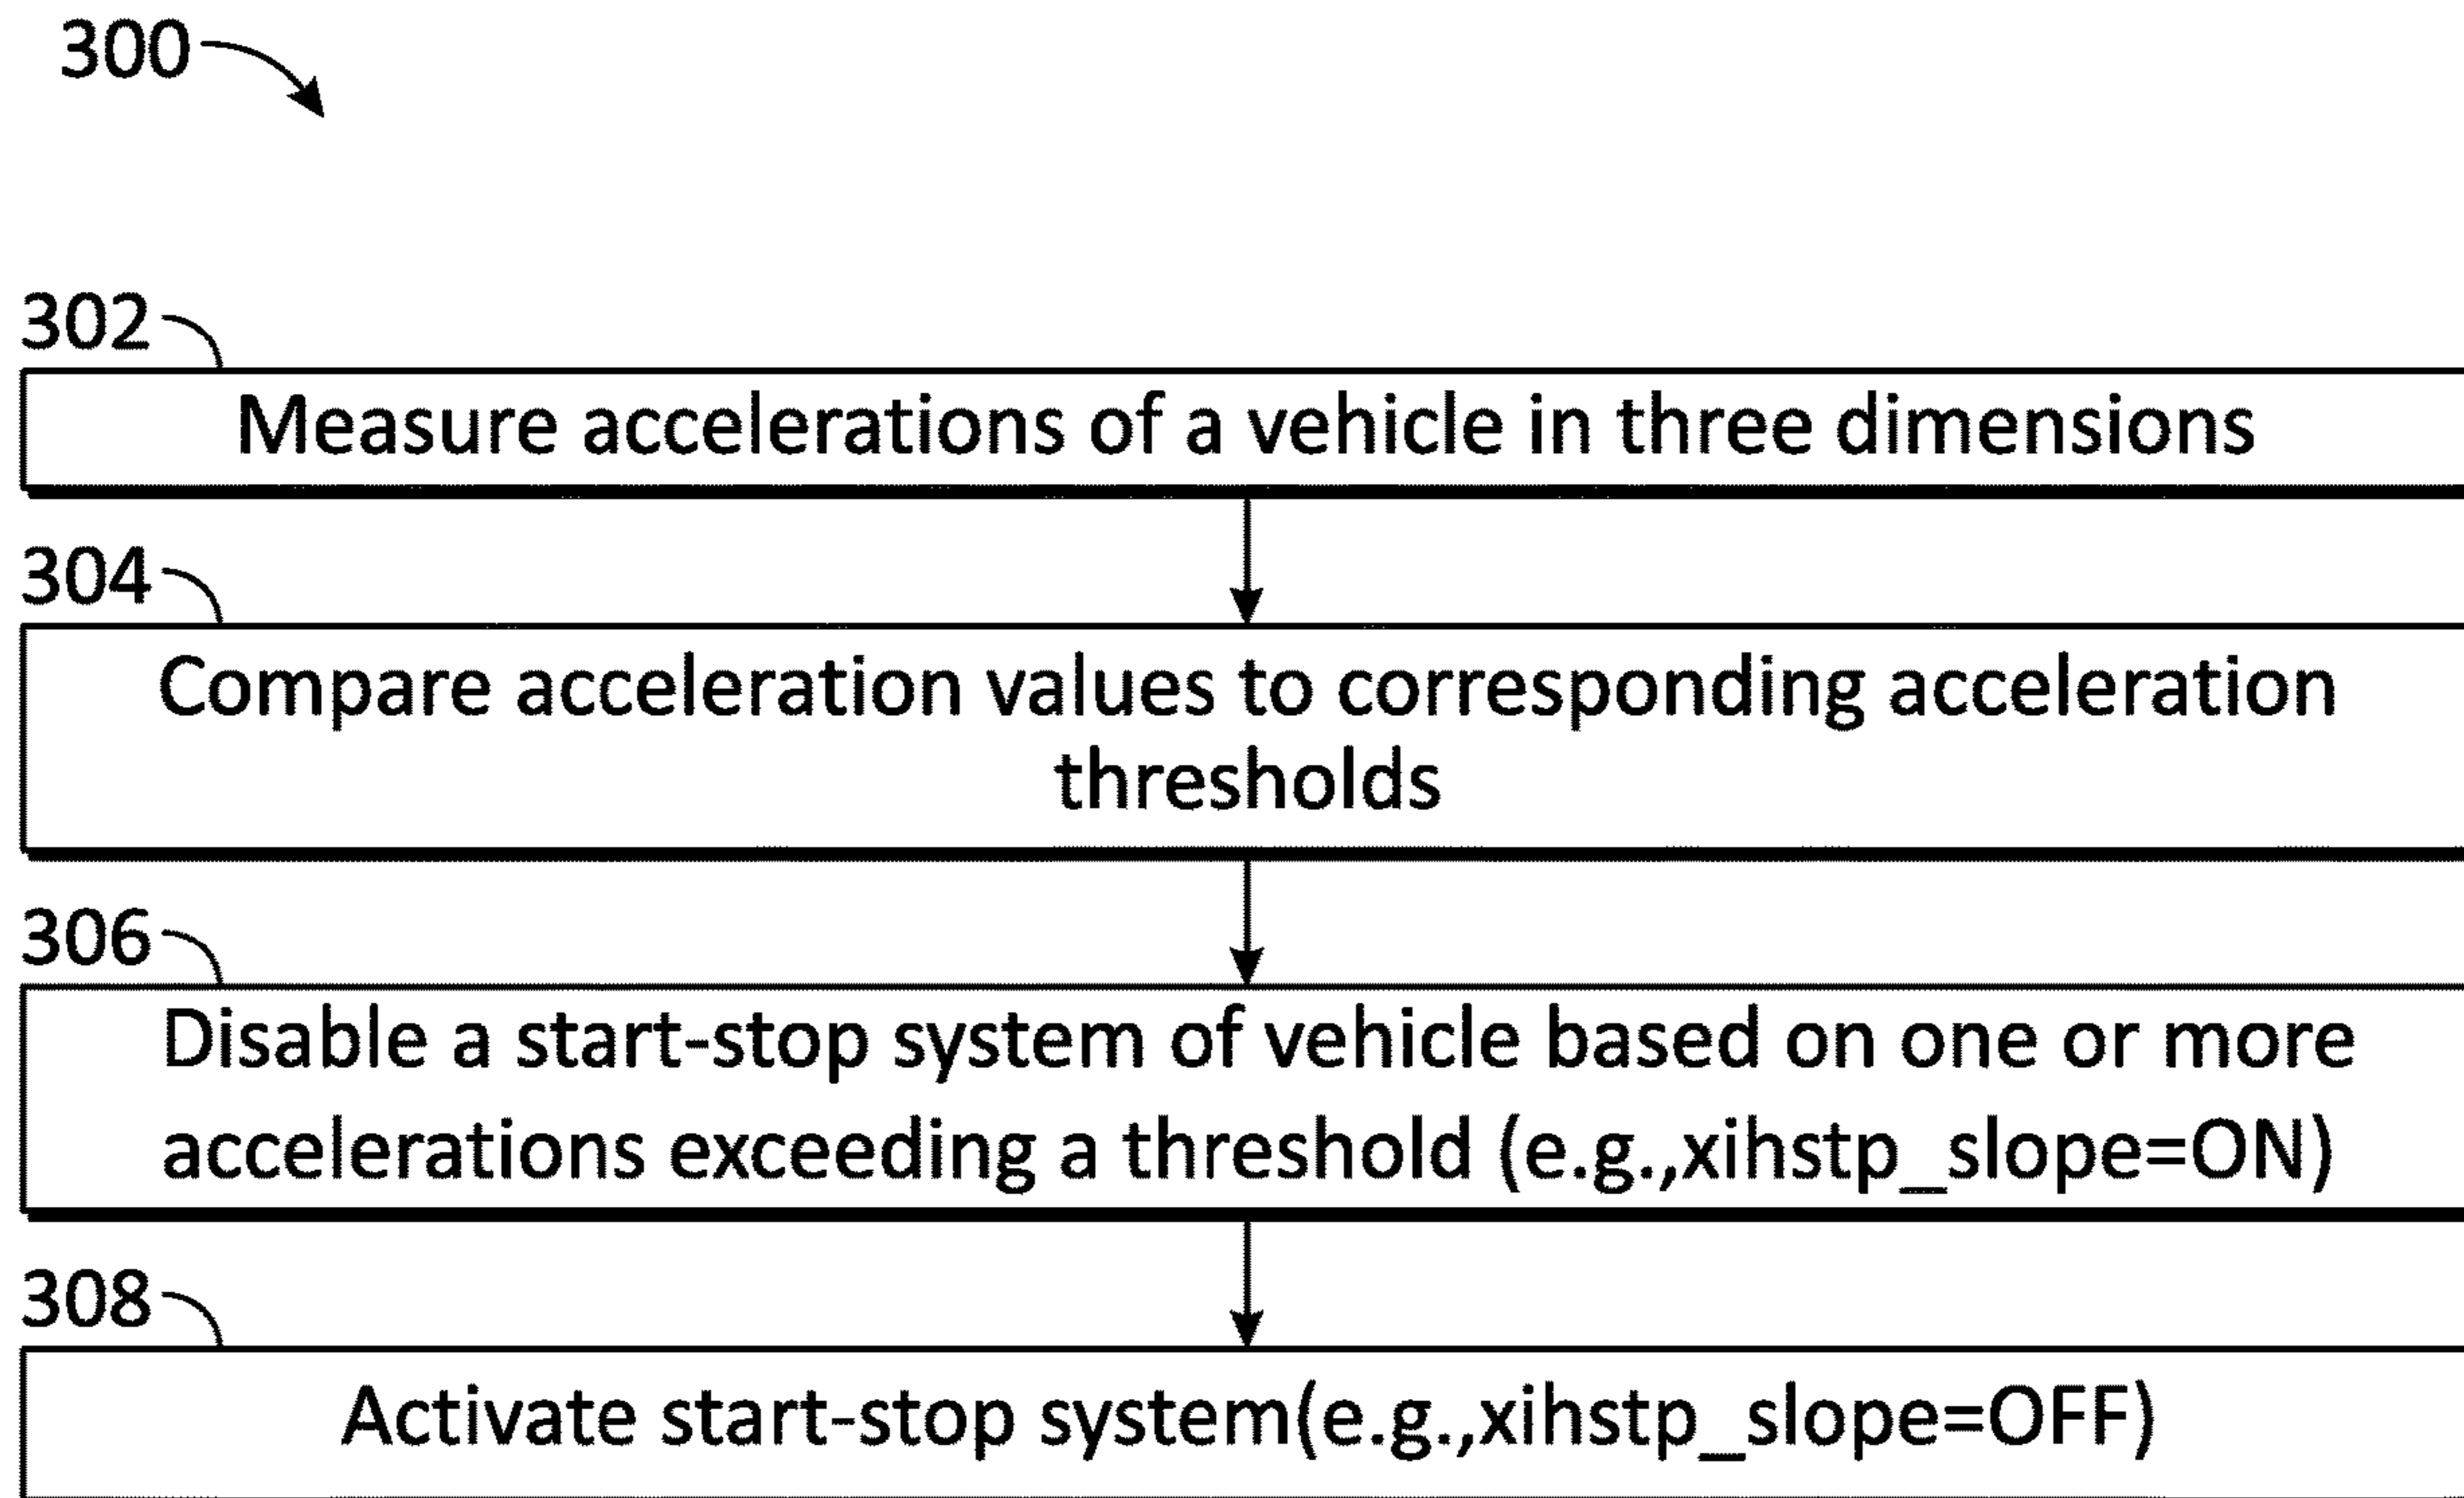 300
302
Measure accelerations of a vehicle in three dimensions
304
Compare acceleration values to corresponding acceleration
thresholds
306
Disable a start-stop system of vehicle based on one or more
accelerations exceeding a threshold (e.g.,xihstp_slope=ON)
308
Activate start-stop system(e.g.,xihstp_slope=OFF)